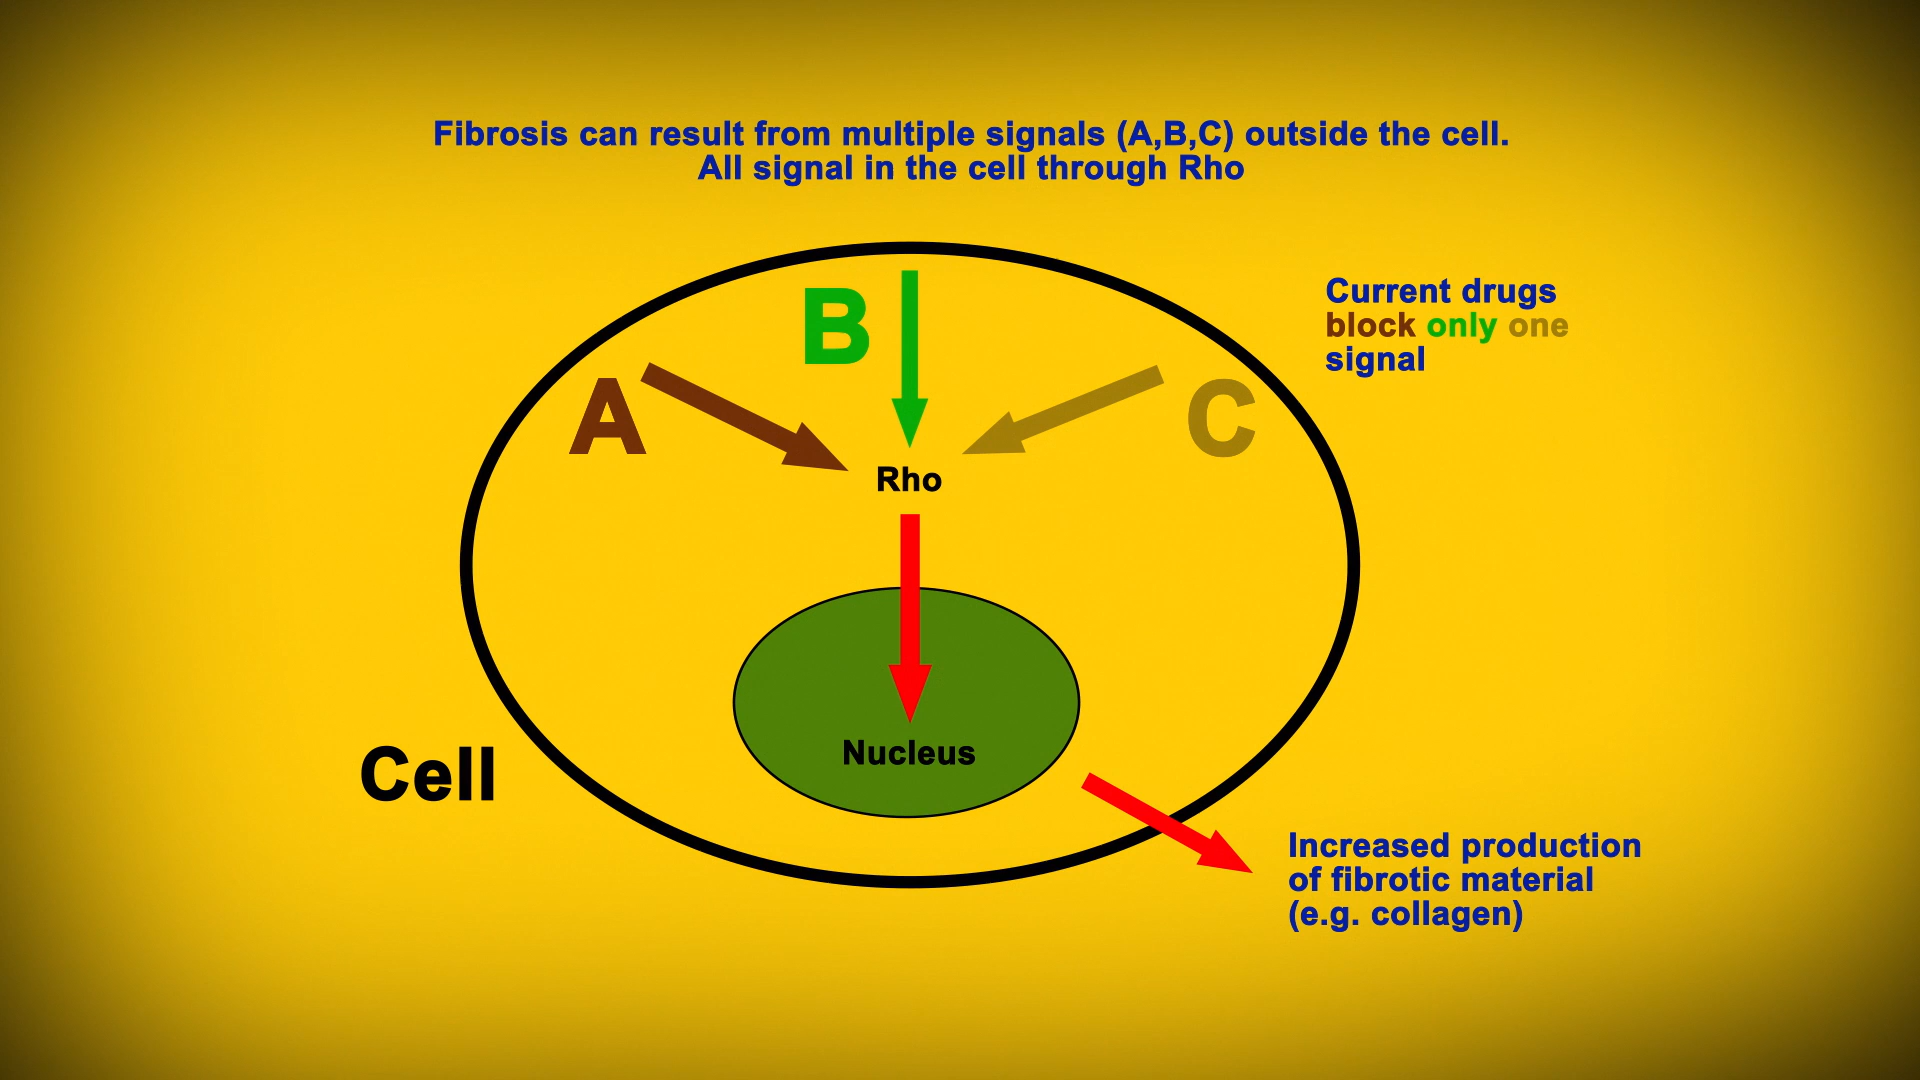 Fibrosis can result from multiple signals (A,B,C) outside the cell.
All signal in the cell through Rho
Current drugs
block only one
signal
B
A
C
Rho
Nucleus
Cell
Increased production
of fibrotic material
(e.g. collagen)